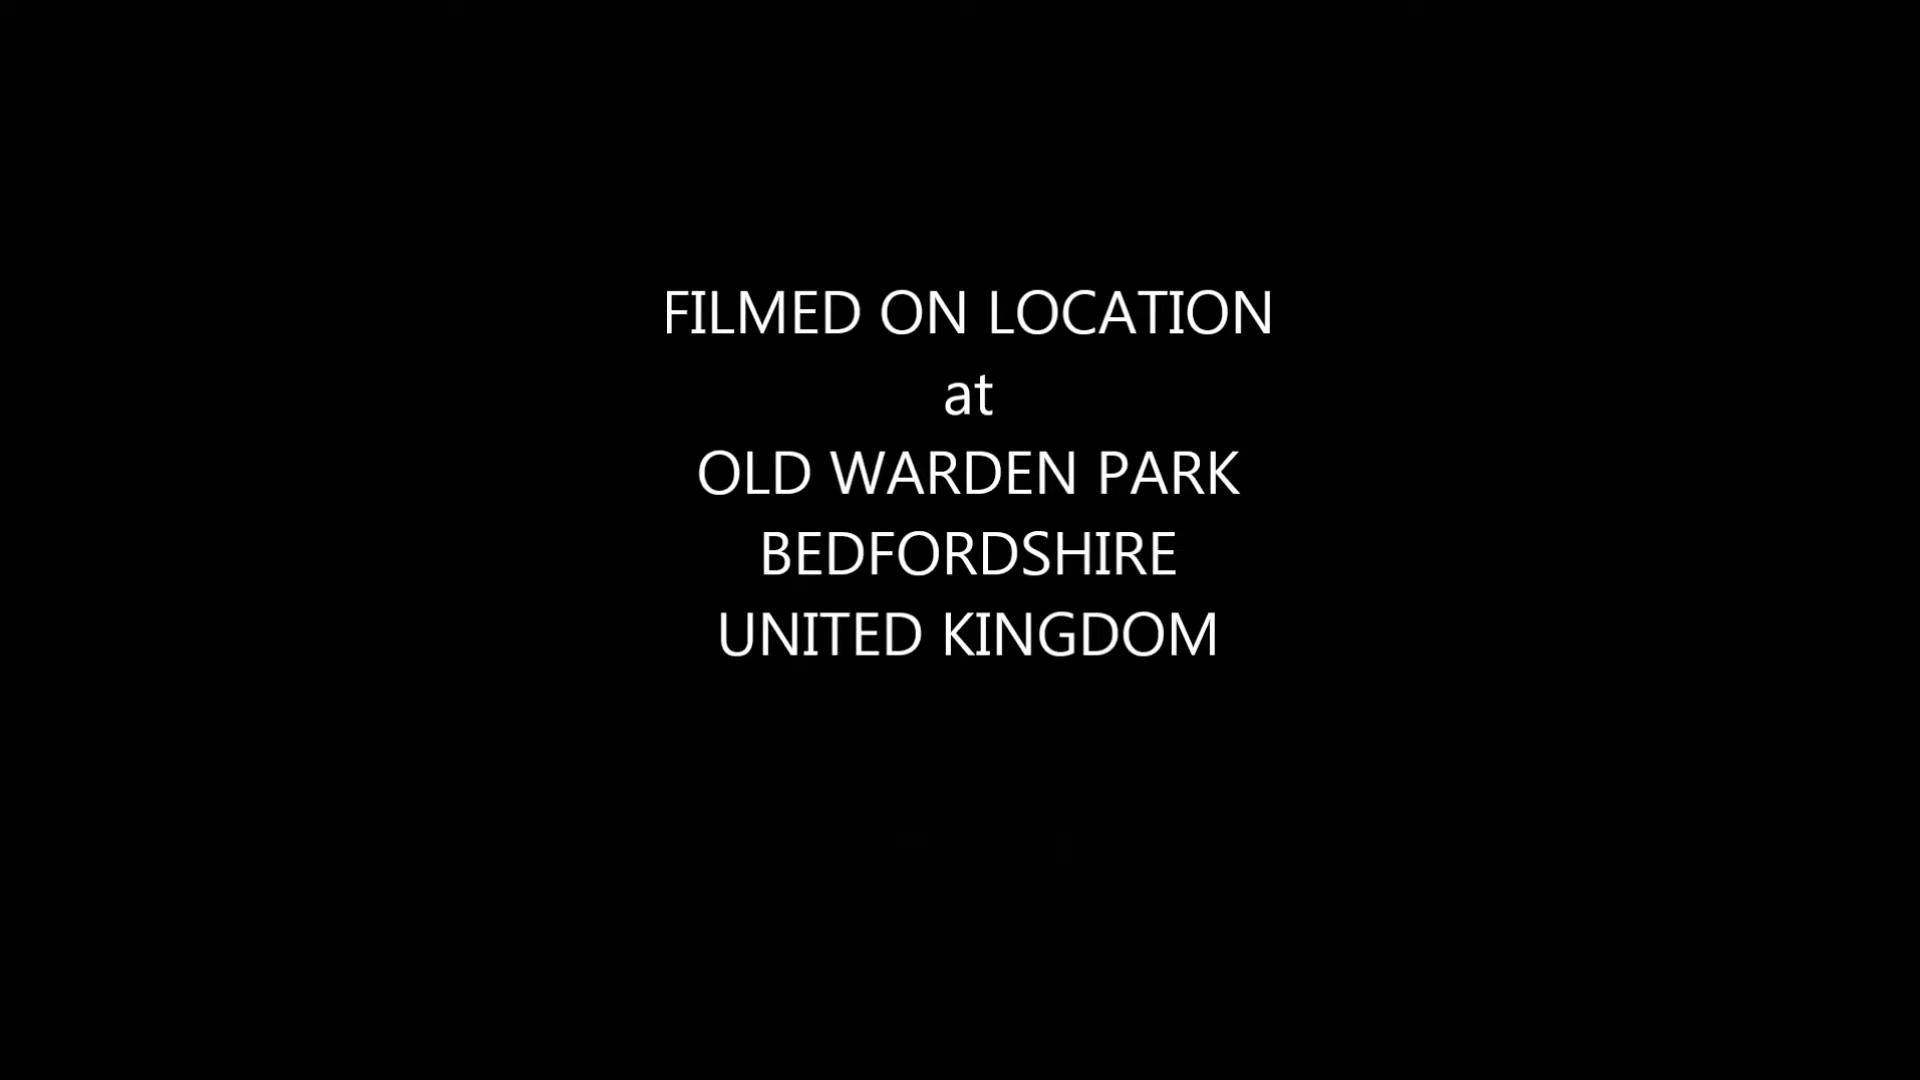 FILMED ON LOCATION
at
OLD WARDEN PARK
BEDFORDSHIRE
UNITED KINGDOM